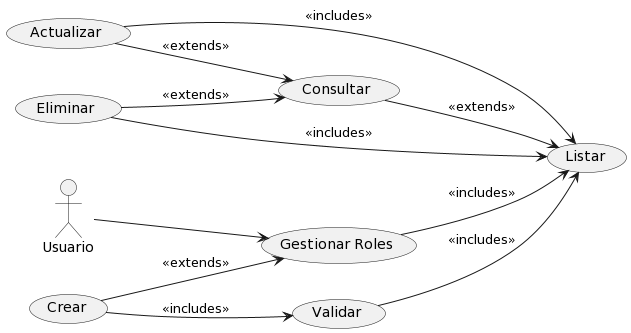 «includes»
Actualizar
«extends»
Consultar
«extends»
Eliminar
«extends»
«includes»
Listar
Usuario
«includes»
Gestionar Roles
«includes»
«extends»
Crear
«includes»
Validar